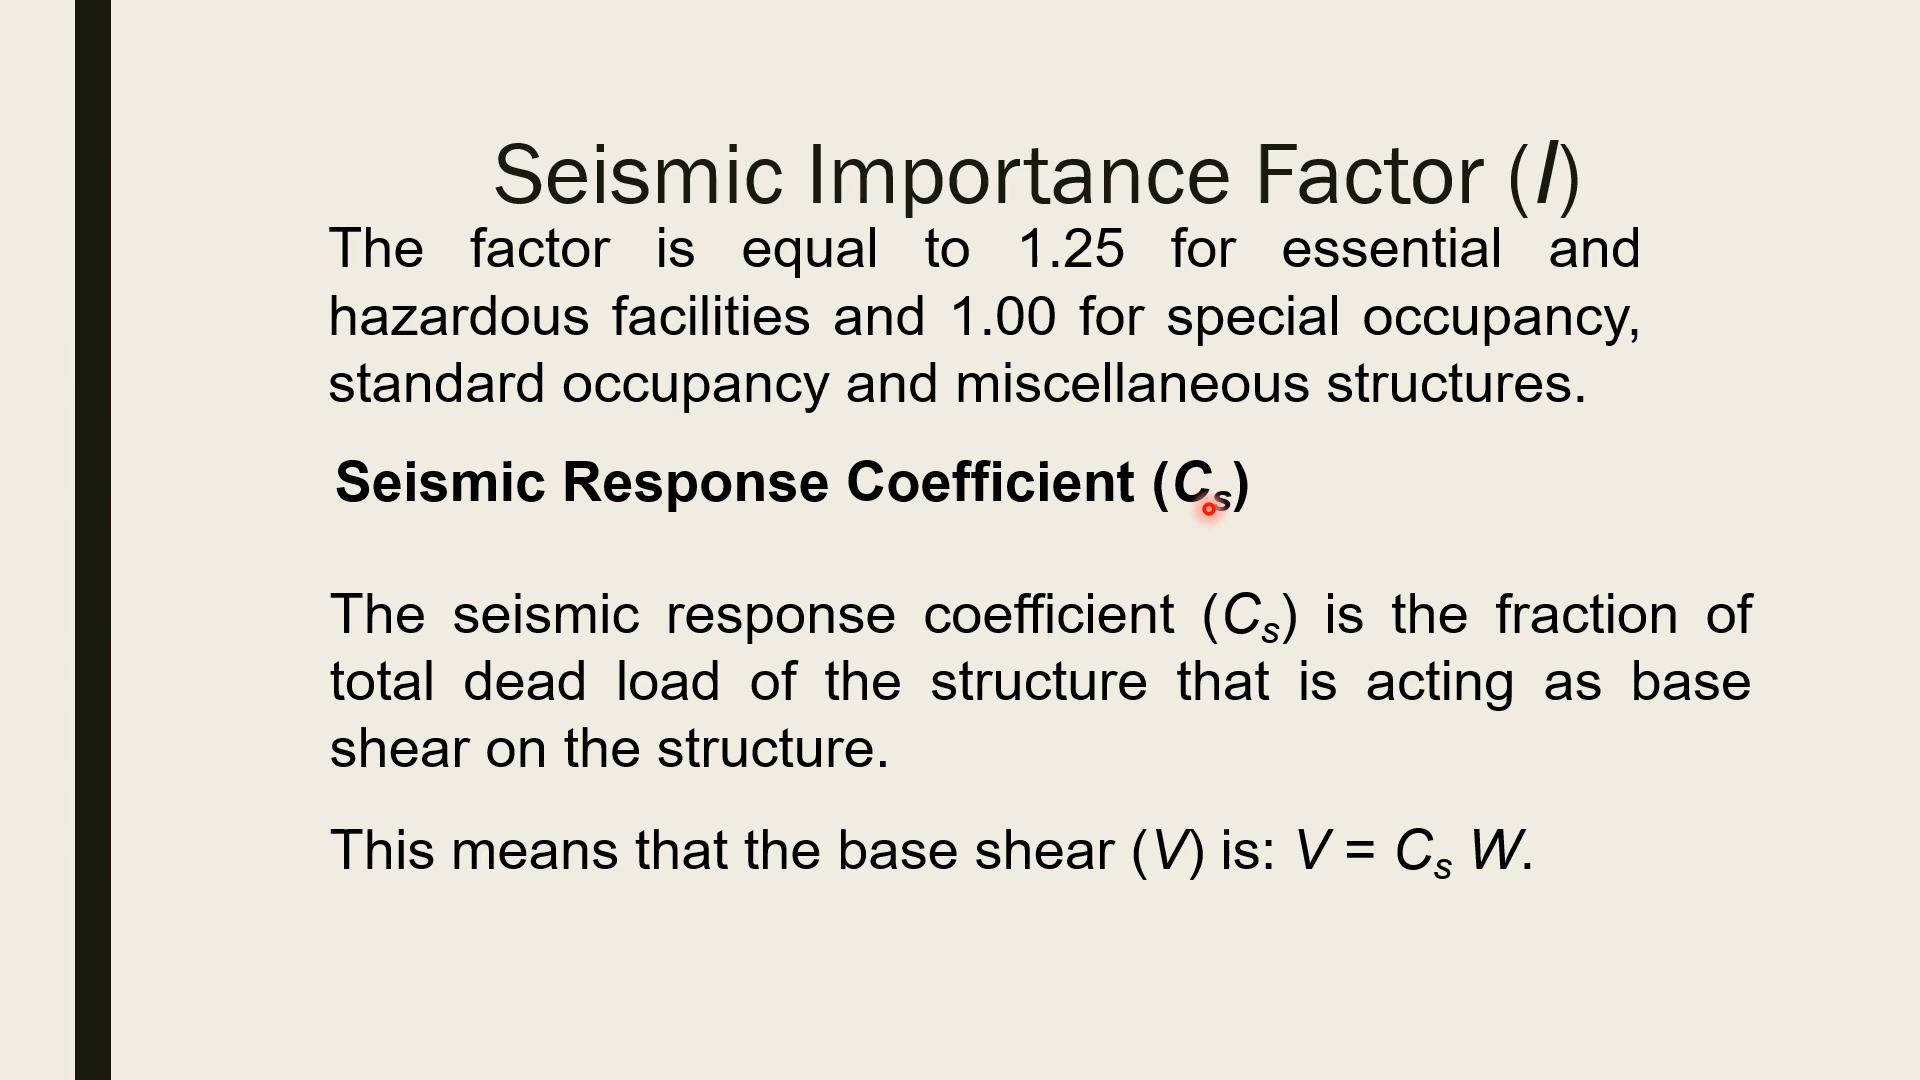 Seismic Importance Factor (I)
The factor is equal to 1.25 for essential and
hazardous facilities and 1.00 for special occupancy,
standard occupancy and miscellaneous structures.
Seismic Response Coefficient (Cs)
The seismic response coefficient (Cs) is the fraction of
total dead load of the structure that is acting as base
shear on the structure.
This means that the base shear (V) is: V = Cs W.